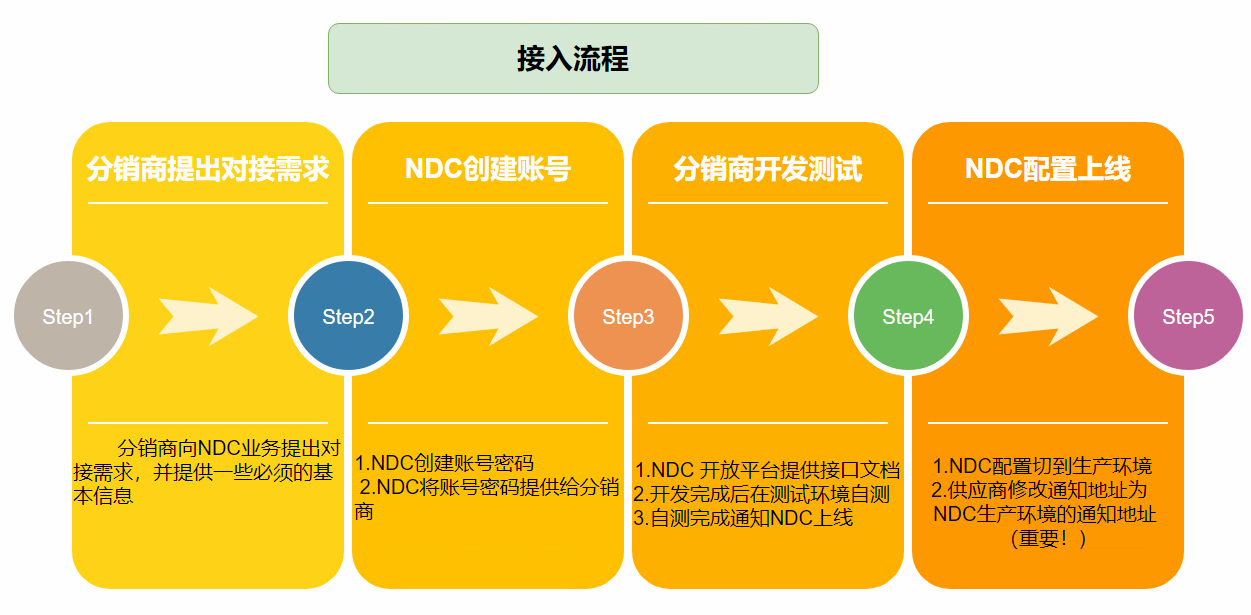 接入流程
分销商提出对接需求
NDC创建账号
分销商开发测试
NDC配置上线
Step1
Step2
Step3
Step4
Step5
分销商向NDC业务提出对
接需求，并提供一些必须的基
本信息
1.NDC创建账号密码
2.NDC将账号密码提供给分销
商
1.NDC 开放平台提供接口文档
2.开发完成后在测试环境自测
3.自测完成通知NDC上线
1.NDC配置切到生产环境
2.供应商修改通知地址为
NDC生产环境的通知地址
（重要！）